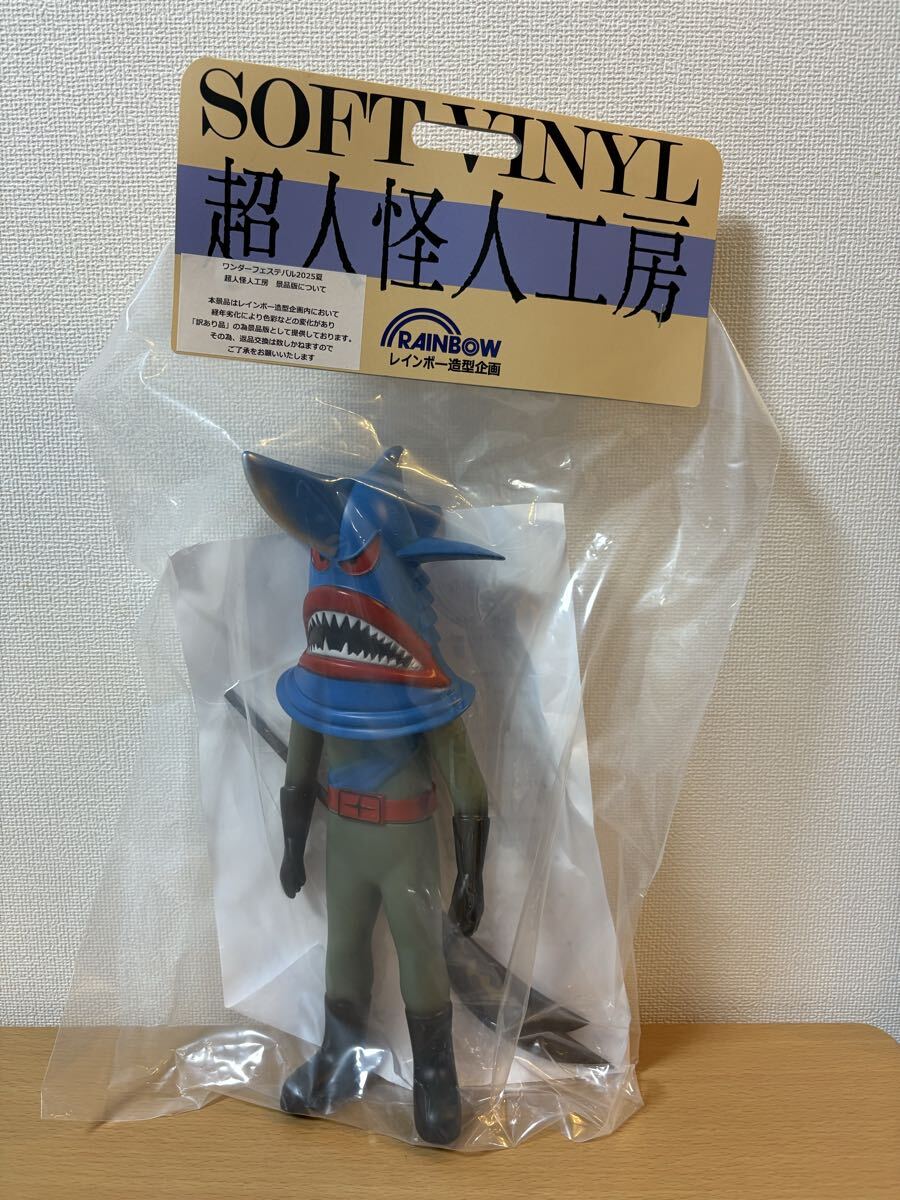 SOFT VINYL
超人怪人工房
ワンダーフェスティバル2025夏
超人怪人工房　景品版について
本景品はレインボー造型企画内において
経年劣化により色彩などの変化があり
「訳あり品」の為景品版として提供しております。
その為、返品交換は致しかねますので
ご了承をお願いいたします
RAINBOW
レインボー造型企画